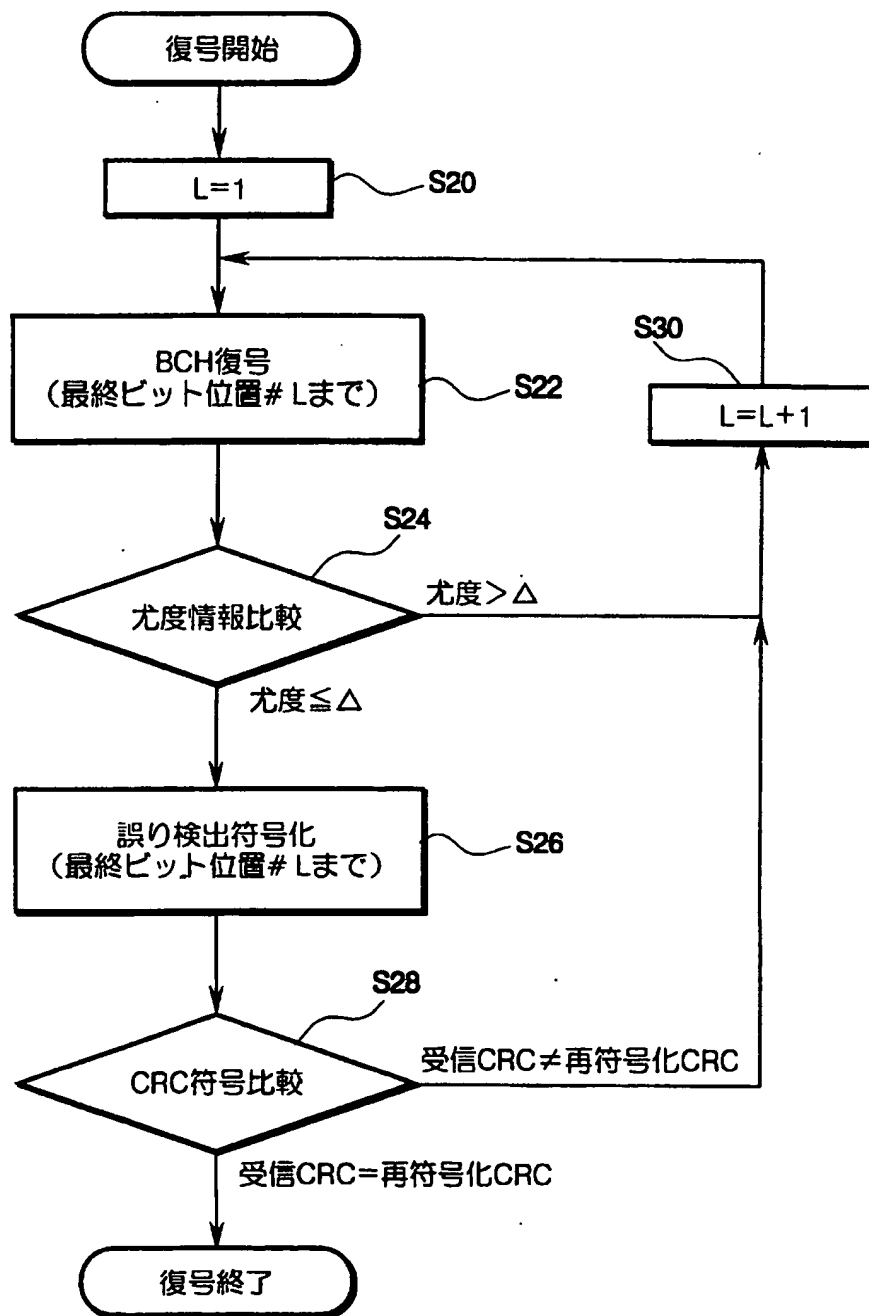 復号開始
L=1
S20
BCH復号
(最終ビット位置#Lまで)
S22
S30
L=L+1
S24
尤度情報比較
尤度>△
尤度≦△
誤り検出符号化
(最終ビット位置#Lまで)
S26
S28
CRC符号比較
受信CRC≠再符号化CRC
受信CRC=再符号化CRC
復号終了